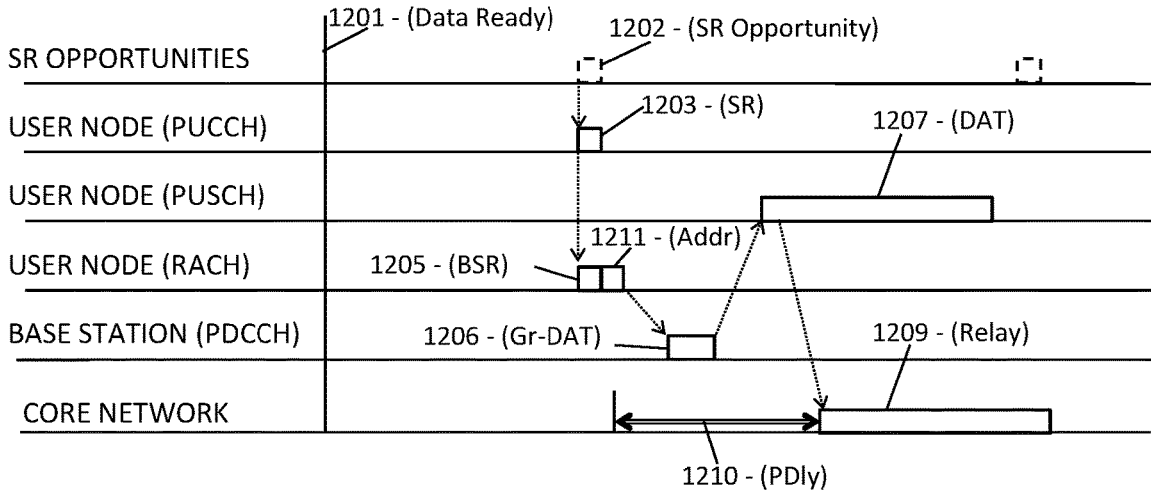 1201 - (Data Ready)
1202 - (SR Opportunity)
SR OPPORTUNITIES
1203 - (SR)
USER NODE (PUCCH)
1207 - (DAT)
USER NODE (PUSCH)
1211 - (Addr)
USER NODE (RACH)
1205 - (BSR)
BASE STATION (PDCCH)
1206 - (Gr-DAT)
1209 - (Relay)
CORE NETWORK
1210 - (PDly)